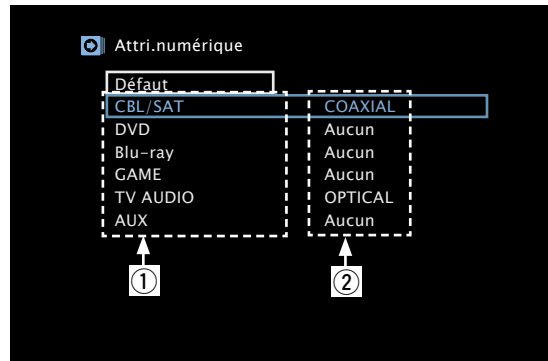 Attri.numérique
Défaut
CBL/SAT COAXIAL
DVD Aucun
Blu-ray Aucun
GAME Aucun
TV AUDIO OPTICAL
AUX Aucun
① ②